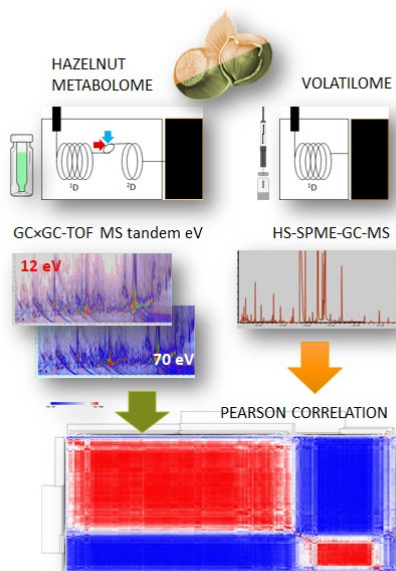 HAZELNUT
METABOLOME
VOLATILOME
¹D
²D
¹D
GC×GC-TOF MS tandem eV
HS-SPME-GC-MS
12 eV
70 eV
PEARSON CORRELATION